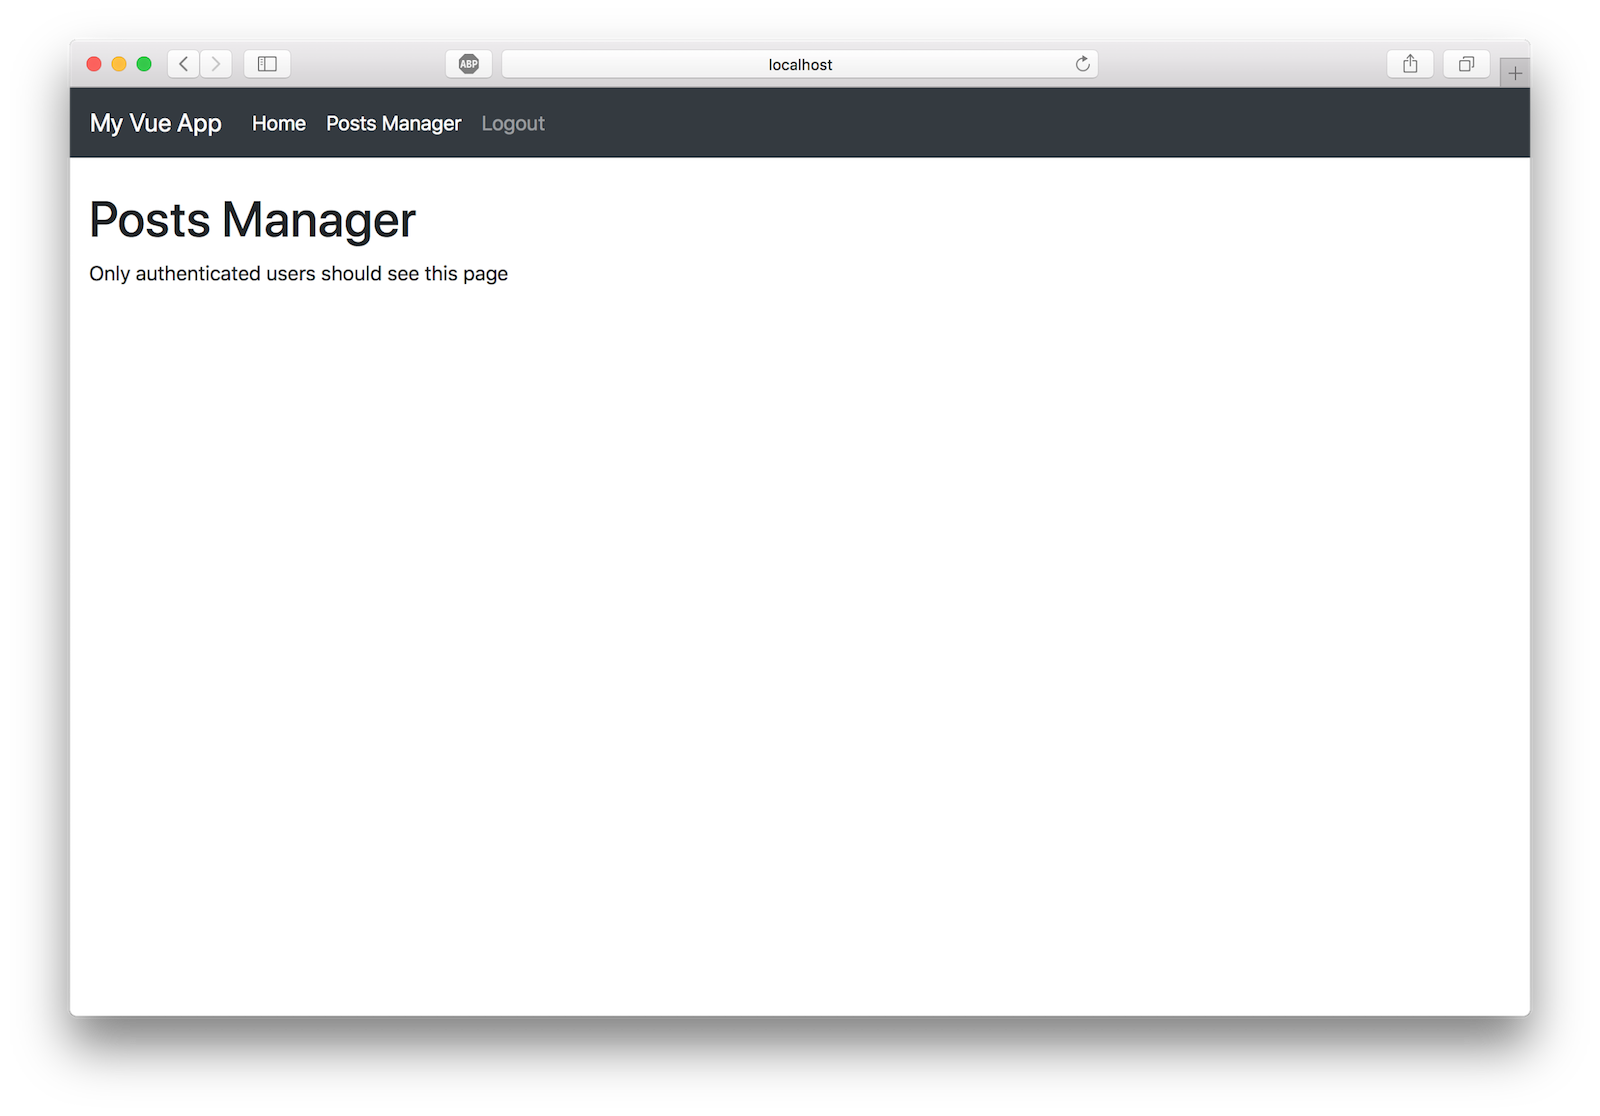 ABP
localhost
My Vue App Home Posts Manager Logout
Posts Manager
Only authenticated users should see this page